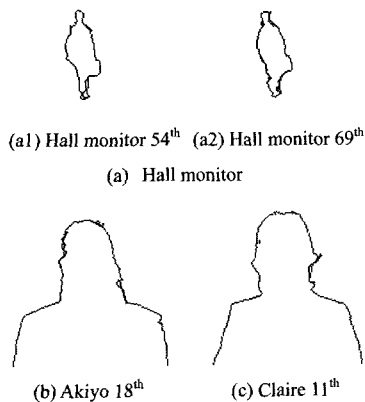 (a1) Hall monitor 54th (a2) Hall monitor 69th
(a) Hall monitor
(b) Akiyo 18th (c) Claire 11th